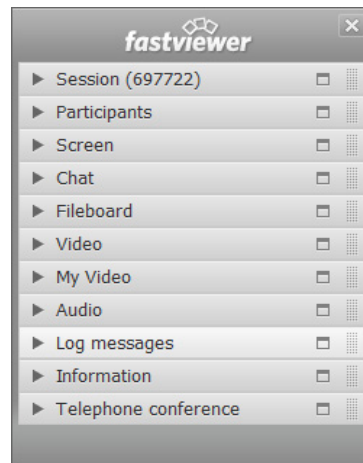 fastviewer
Session (697722)
Participants
Screen
Chat
Fileboard
Video
My Video
Audio
Log messages
Information
Telephone conference